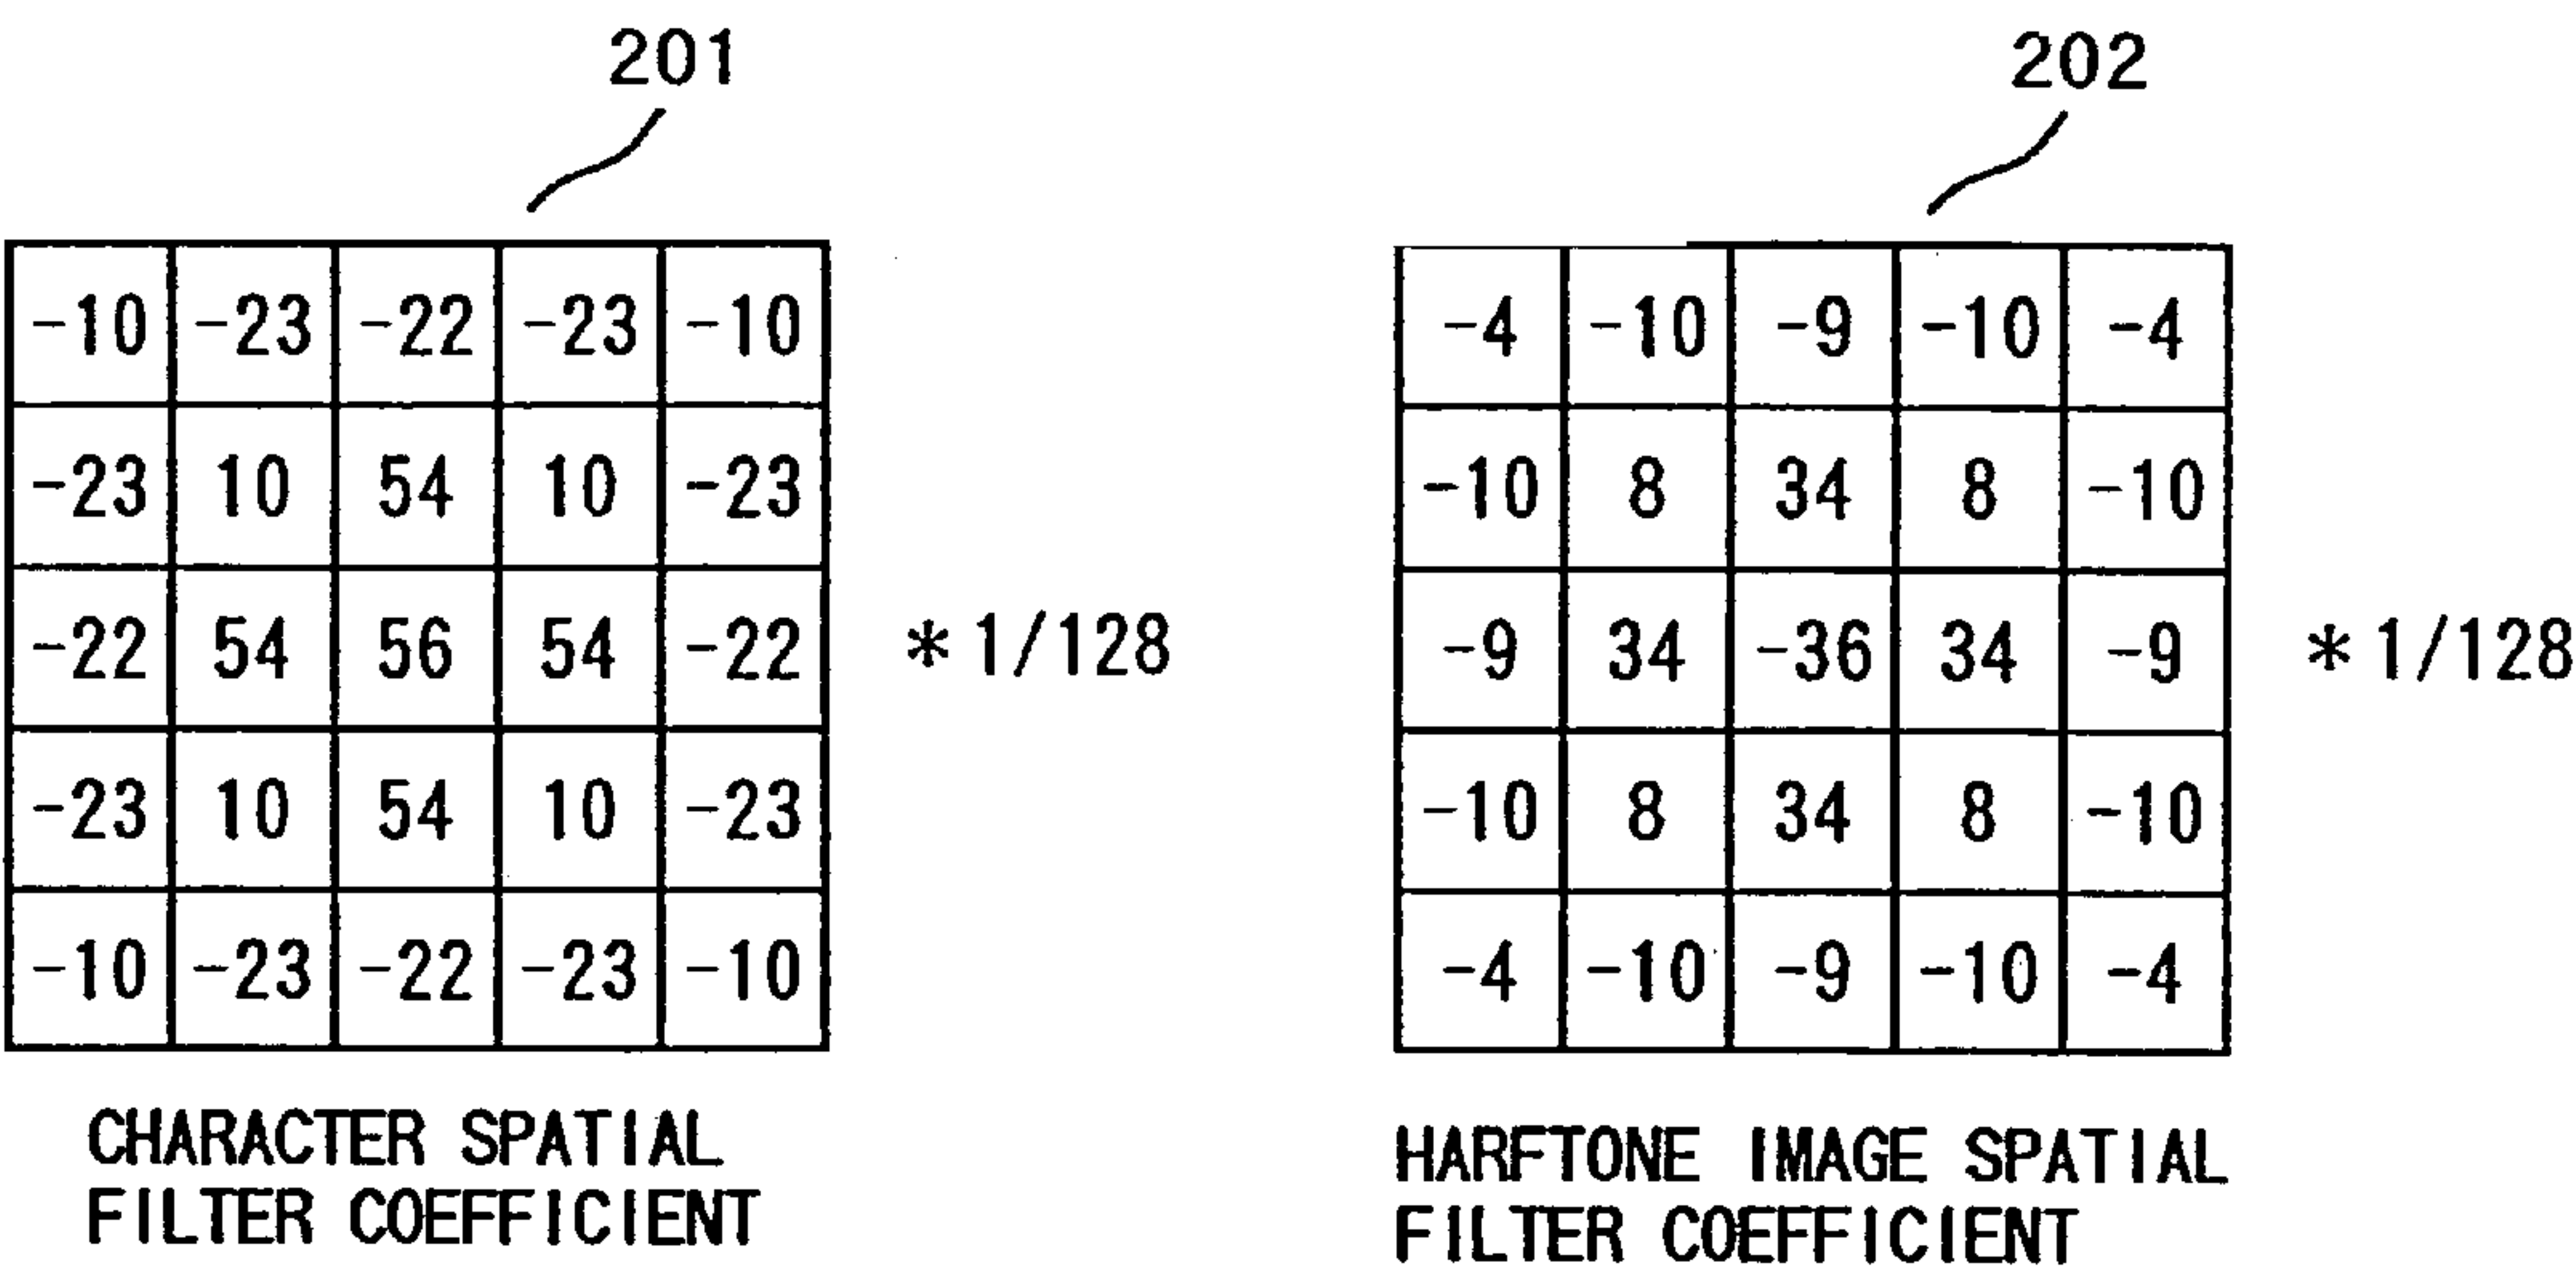 201
-10 -23 -22 -23 -10
-23 10 54 10 -23
-22 54 56 54 -22 *1/128
-23 10 54 10 -23
-10 -23 -22 -23 -10
CHARACTER SPATIAL
FILTER COEFFICIENT
202
-4 -10 -9 -10 -4
-10 8 34 8 -10
-9 34 -36 34 -9 *1/128
-10 8 34 8 -10
-4 -10 -9 -10 -4
HARFTONE IMAGE SPATIAL
FILTER COEFFICIENT